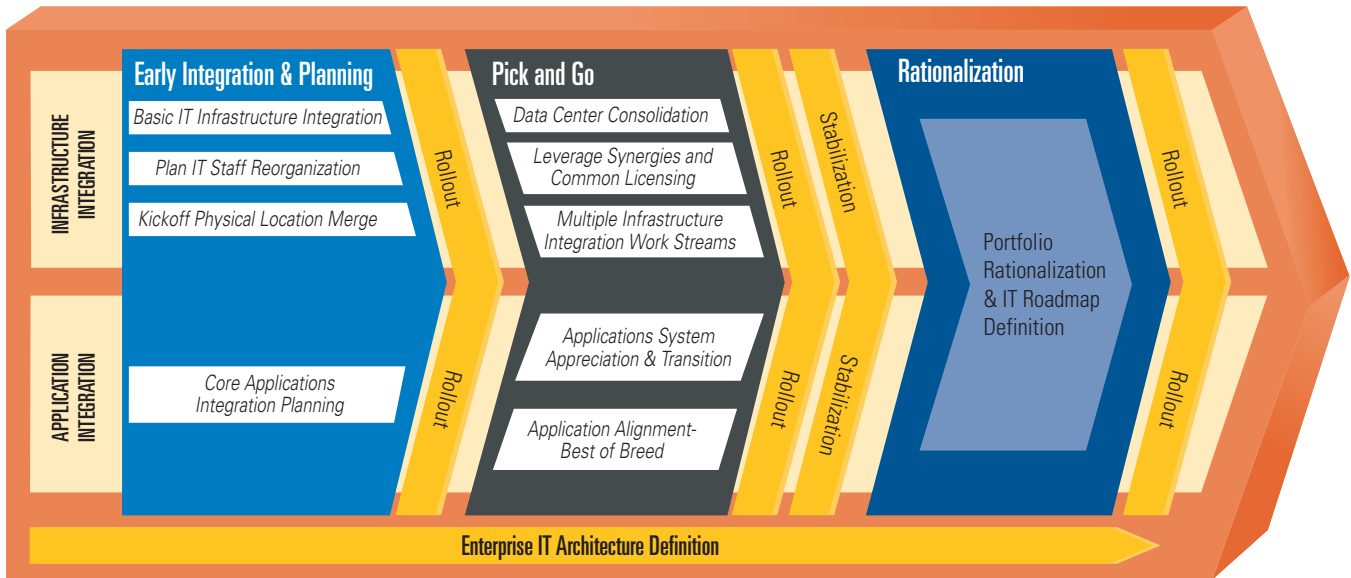 Early Integration & Planning
Basic IT Infrastructure Integration
Plan IT Staff Reorganization
Kickoff Physical Location Merge
Core Applications
Integration Planning
INFRASTRUCTURE
INTEGRATION
APPLICATION
INTEGRATION
Rollout
Rollout
Pick and Go
Data Center Consolidation
Leverage Synergies and
Common Licensing
Multiple Infrastructure
Integration Work Streams
Applications System
Appreciation & Transition
Application Alignment-
Best of Breed
Rollout
Rollout
Stabilization
Stabilization
Rationalization
Portfolio
Rationalization
& IT Roadmap
Definition
Rollout
Rollout
Enterprise IT Architecture Definition